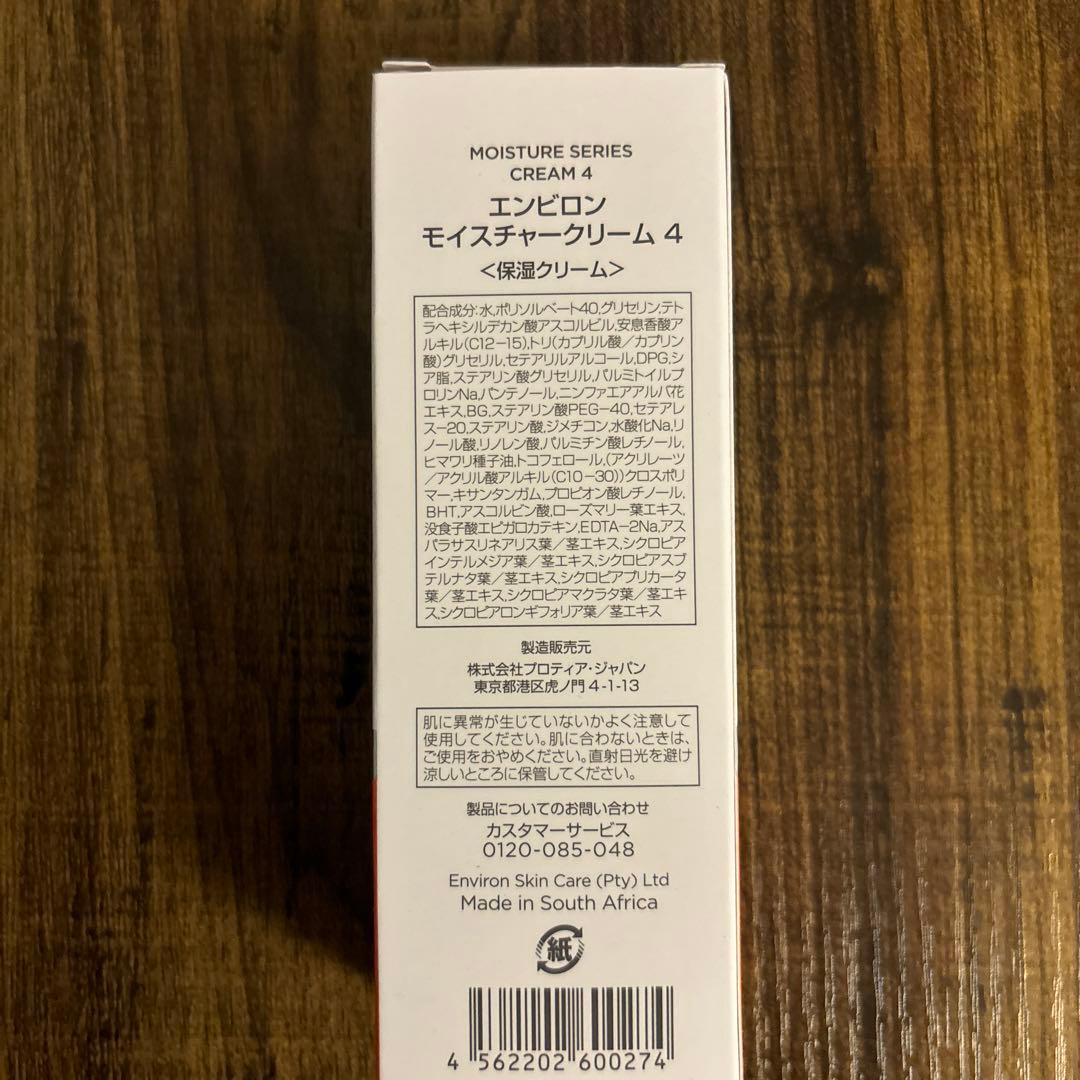 MOISTURE SERIES
CREAM 4
エンビロン
モイスチャークリーム 4
＜保湿クリーム＞
配合成分：水,ポリソルベート40,グリセリン,テト
ラヘキシルデカン酸アスコルビル,安息香酸ア
ルキル(C12-15),トリ(カプリル酸／カプリン
酸)グリセリル,セテアリルアルコール,DPG,シ
ア脂,ステアリン酸グリセリル,パルミトイルプ
ロリンNa,パンテノール,ニンファエアアルバ花
エキス,BG,ステアリン酸PEG-40,セテアレ
ス-20,ステアリン酸,ジメチコン,水酸化Na,リ
ノール酸,リノレン酸,パルミチン酸レチノール,
ヒマワリ種子油,トコフェロール,(アクリレーツ
／アクリル酸アルキル(C10-30))クロスポリ
マー,キサンタンガム,プロピオン酸レチノール,
BHT,アスコルビン酸,ローズマリー葉エキス,
没食子酸エピガロカテキン,EDTA-2Na,アス
パラサスリネアリス葉／茎エキス,シクロピア
インテルメジア葉／茎エキス,シクロピアスブ
テルナタ葉／茎エキス,シクロピアプリカータ
葉／茎エキス,シクロピアマクラタ葉／茎エキ
ス,シクロピアロンギフォリア葉／茎エキス
製造販売元
株式会社プロティア・ジャパン
東京都港区虎ノ門 4-1-13
肌に異常が生じていないかよく注意して
使用してください。肌に合わないときは、
ご使用をおやめください。直射日光を避け
涼しいところに保管してください。
製品についてのお問い合わせ
カスタマーサービス
0120-085-048
Environ Skin Care (Pty) Ltd
Made in South Africa
紙
4 562202 600274